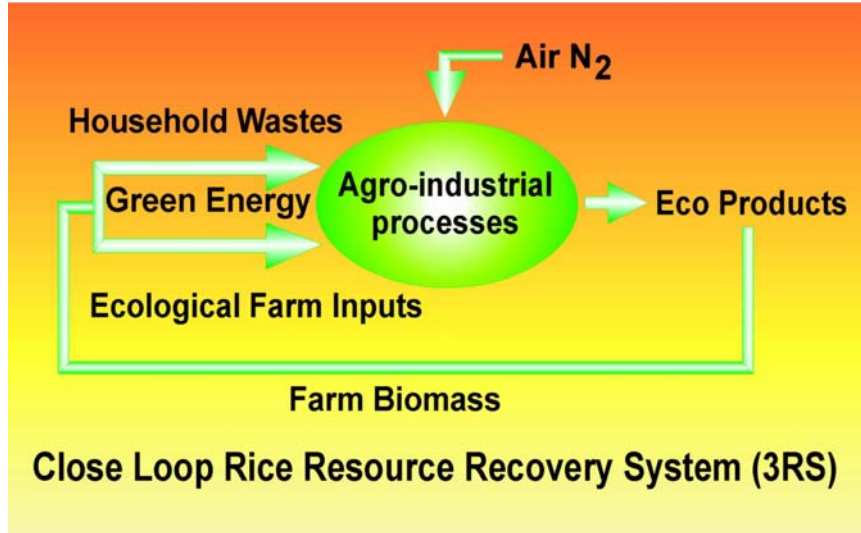 Air N2
Household Wastes
Green Energy
Agro-industrial
processes
Eco Products
Ecological Farm Inputs
Farm Biomass
Close Loop Rice Resource Recovery System (3RS)